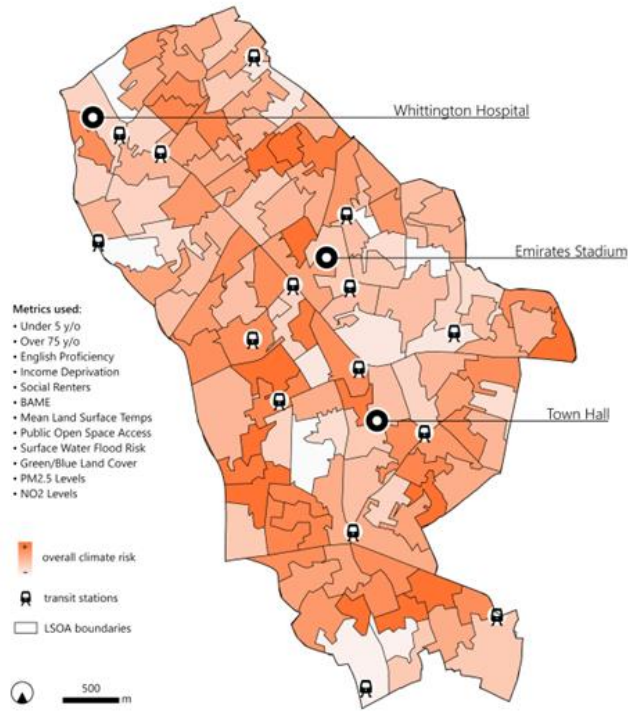 Whittington Hospital
Emirates Stadium
Metrics used:
• Under 5 y/o
• Over 75 y/o
• English Proficiency
• Income Deprivation
• Social Renters
• BAME
• Mean Land Surface Temps
• Public Open Space Access
• Surface Water Flood Risk
• Green/Blue Land Cover
• PM2.5 Levels
• NO2 Levels
Town Hall
+
-
overall climate risk
transit stations
LSOA boundaries
500
m